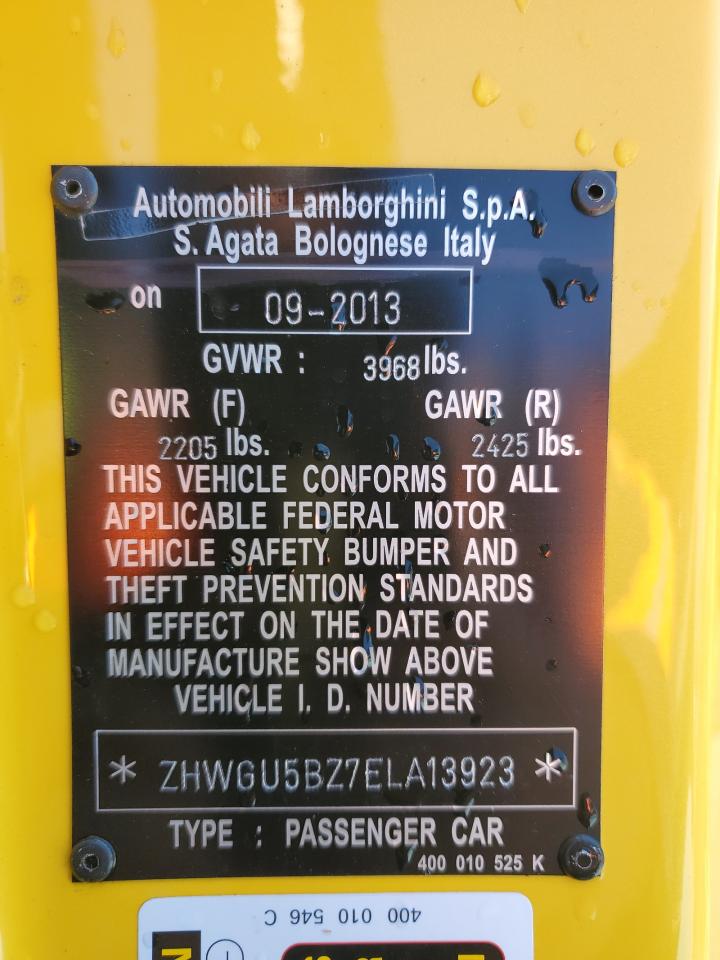 Automobili Lamborghini S.p.A.
S. Agata Bolognese Italy
on 09-2013
GVWR : 3968 lbs.
GAWR (F) GAWR (R)
2205 lbs. 2425 lbs.
THIS VEHICLE CONFORMS TO ALL
APPLICABLE FEDERAL MOTOR
VEHICLE SAFETY BUMPER AND
THEFT PREVENTION STANDARDS
IN EFFECT ON THE DATE OF
MANUFACTURE SHOW ABOVE
VEHICLE I. D. NUMBER
* ZHWGU5BZ7ELA13923 *
TYPE : PASSENGER CAR
400 010 525 K
400 010 546 C